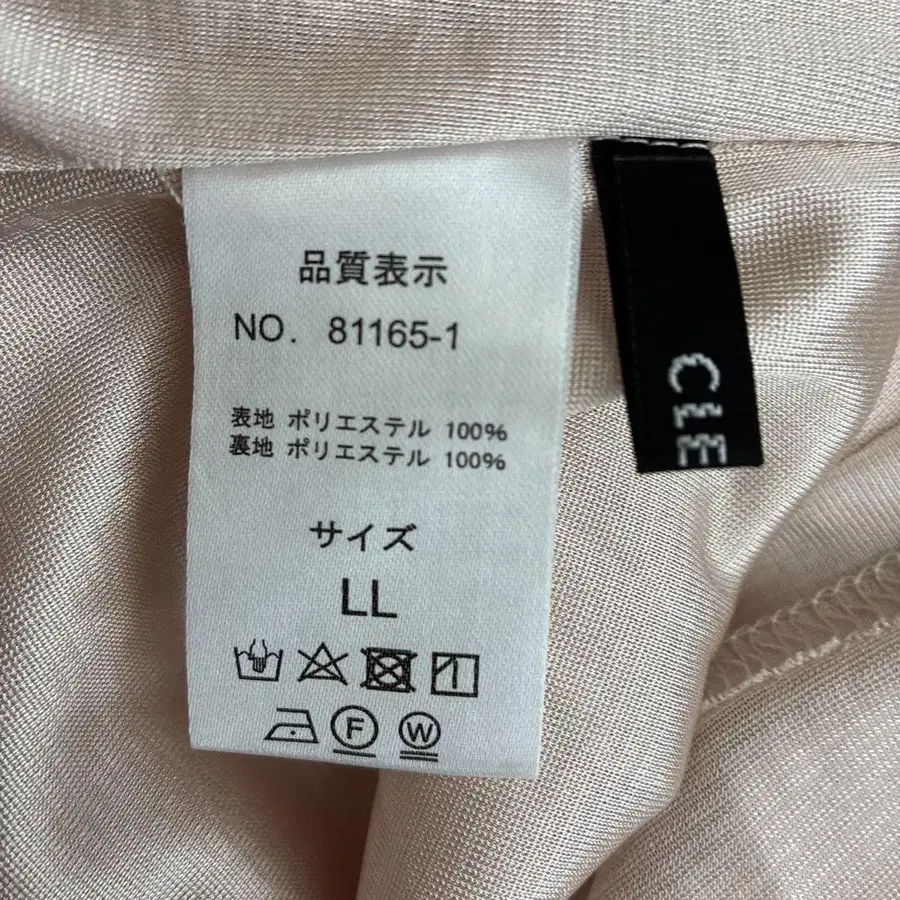 品質表示
NO. 81165-1
表地 ポリエステル 100%
裏地 ポリエステル 100%
サイズ
LL
F
W
CLE